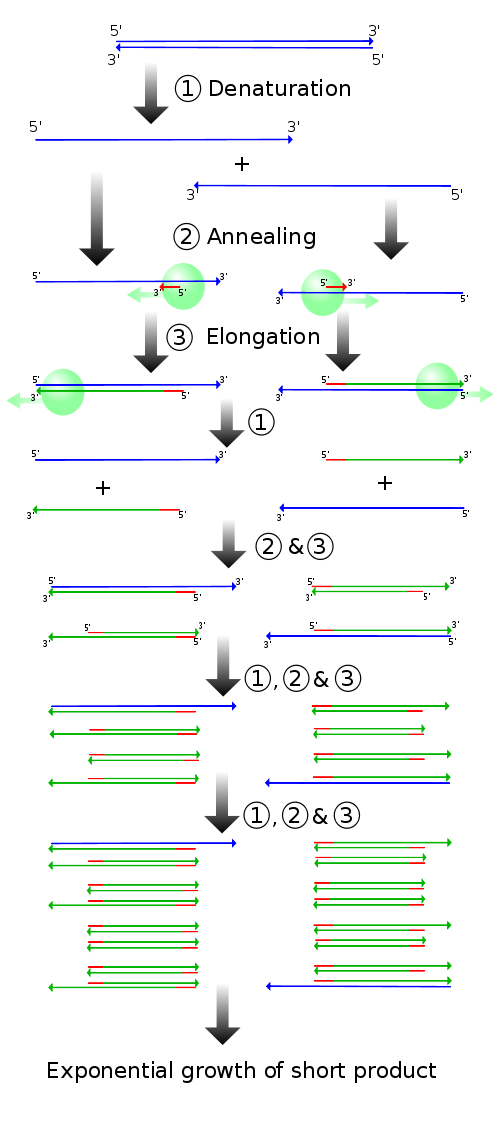 5' 3'
3' 5'
① Denaturation
5' 3'
+
3' 5'
② Annealing
5' 3' 5' 3'
3' 5' 3' 5'
③ Elongation
5' 3' 5' 3'
3' 5' 3' 5'
①
5' 3' 5' 3'
+ +
3' 5' 3' 5'
② & ③
5' 3' 5' 3'
3' 5' 3' 5'
5' 3' 5' 3'
3' 5' 3' 5'
①, ② & ③
①, ② & ③
Exponential growth of short product